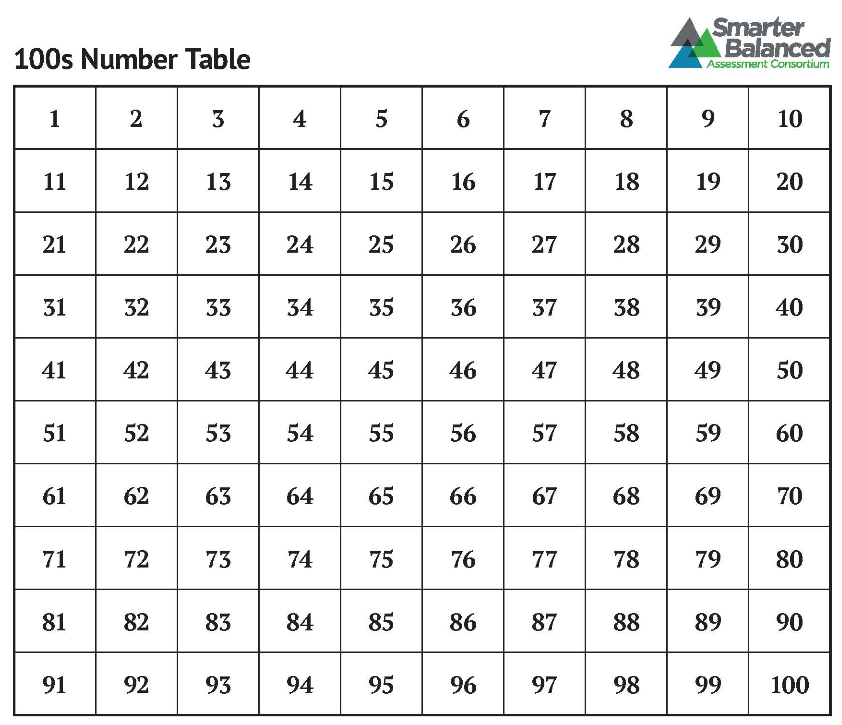 Smarter
Balanced
Assessment Consortium
100s Number Table
1 2 3 4 5 6 7 8 9 10
11 12 13 14 15 16 17 18 19 20
21 22 23 24 25 26 27 28 29 30
31 32 33 34 35 36 37 38 39 40
41 42 43 44 45 46 47 48 49 50
51 52 53 54 55 56 57 58 59 60
61 62 63 64 65 66 67 68 69 70
71 72 73 74 75 76 77 78 79 80
81 82 83 84 85 86 87 88 89 90
91 92 93 94 95 96 97 98 99 100